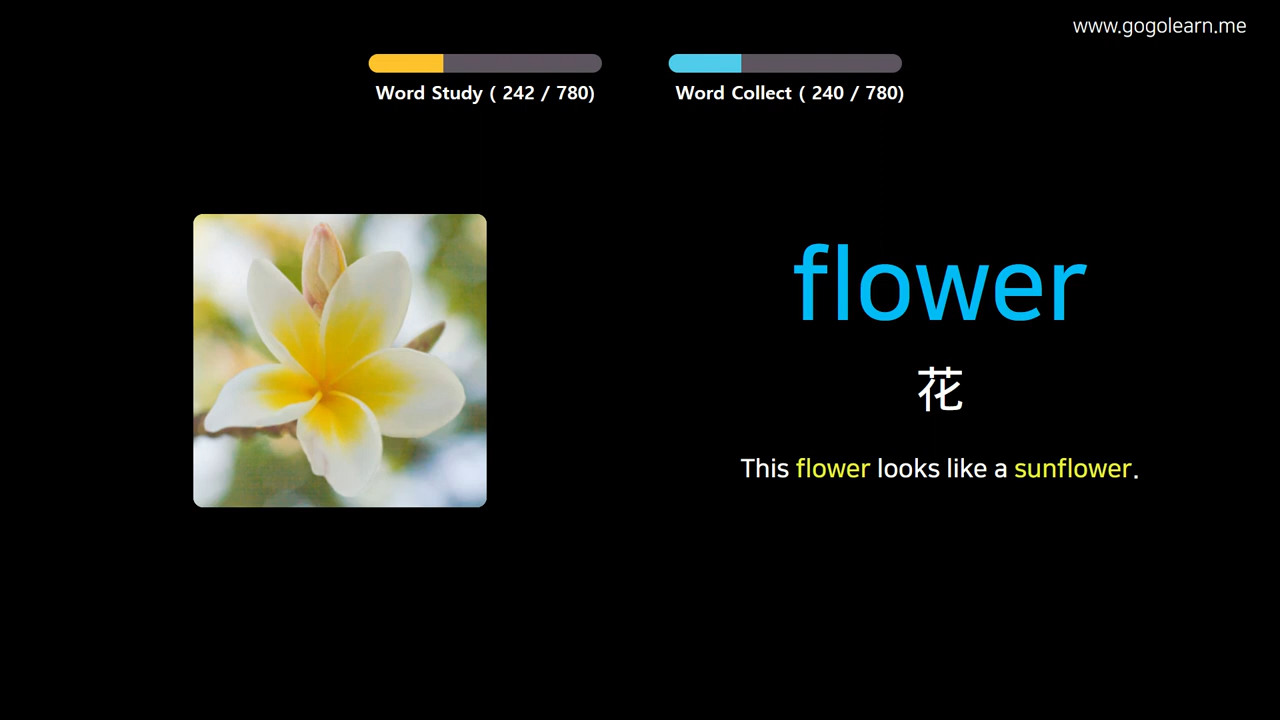 www.gogolearn.me
Word Study ( 242 / 780)
Word Collect ( 240 / 780)
flower
花
This flower looks like a sunflower.